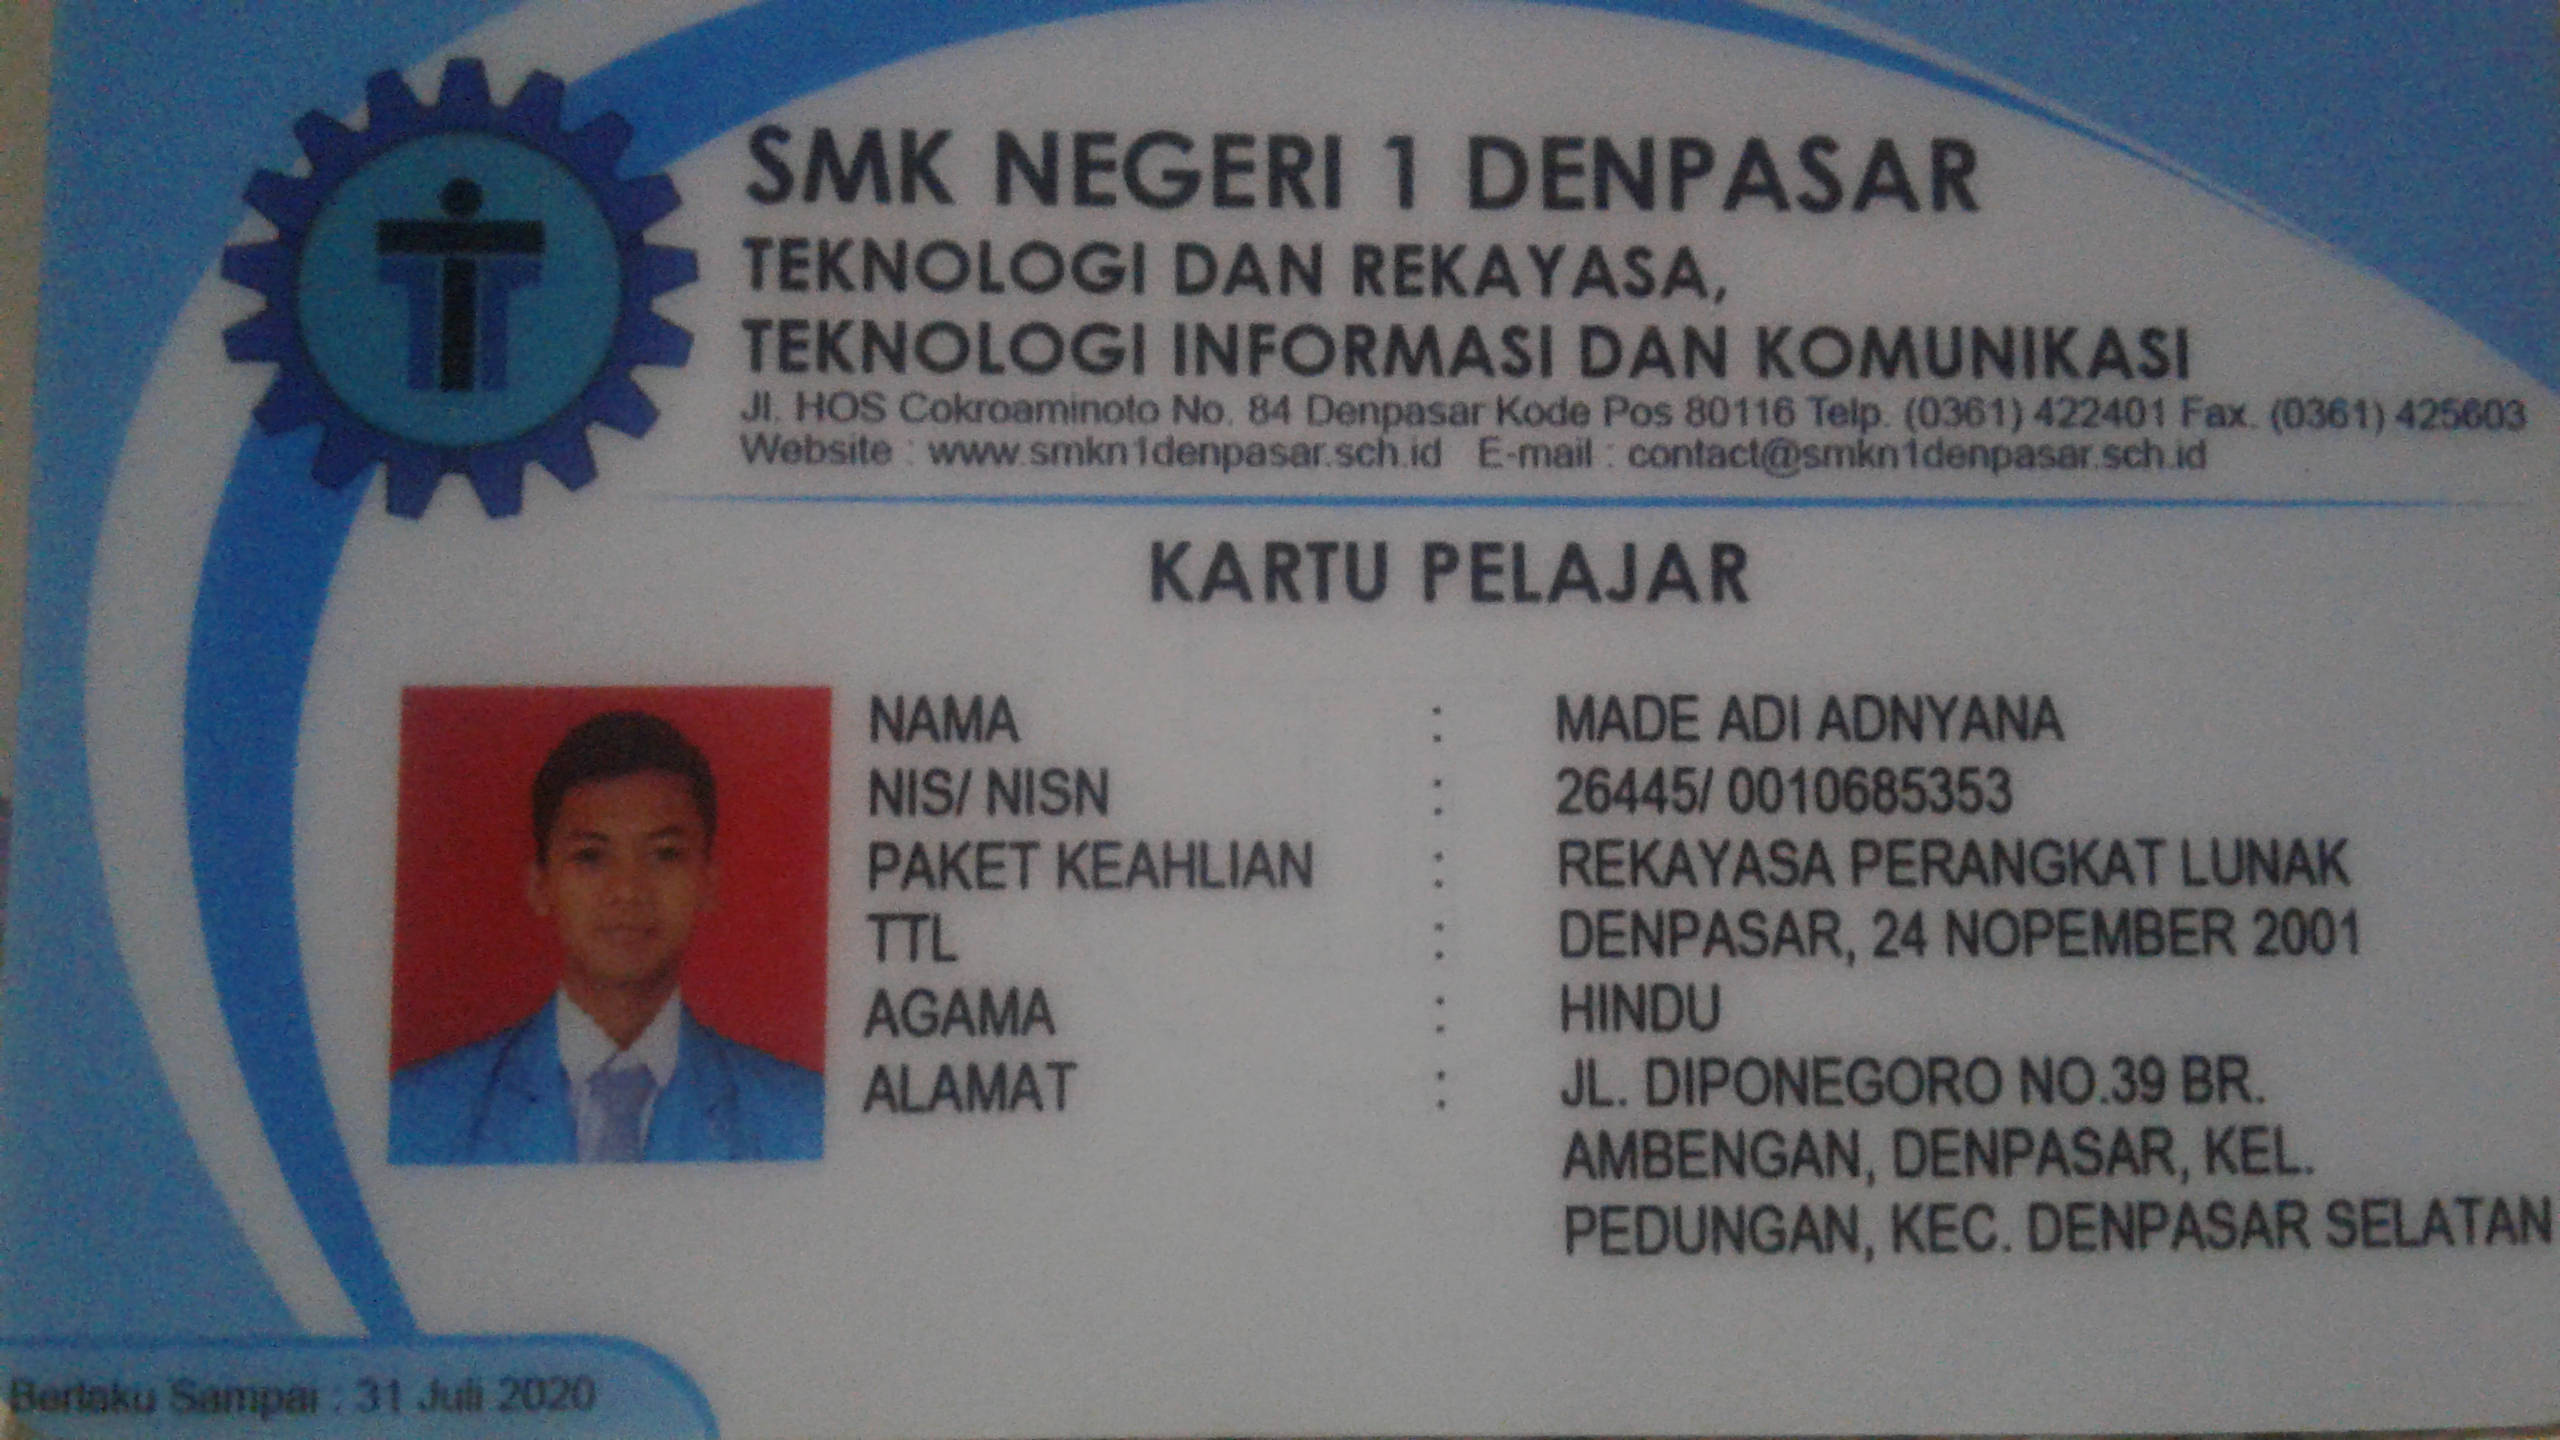 SMK NEGERI 1 DENPASAR
TEKNOLOGI DAN REKAYASA,
TEKNOLOGI INFORMASI DAN KOMUNIKASI
Jl. HOS Cokroaminoto No. 84 Denpasar Kode Pos 80116 Telp. (0361) 422401 Fax. (0361) 425603
Website : www.smkn1denpasar.sch.id E-mail : contact@smkn1denpasar.sch.id
KARTU PELAJAR
NAMA : MADE ADI ADNYANA
NIS/ NISN : 26445/ 0010685353
PAKET KEAHLIAN : REKAYASA PERANGKAT LUNAK
TTL : DENPASAR, 24 NOPEMBER 2001
AGAMA : HINDU
ALAMAT : JL. DIPONEGORO NO.39 BR.
AMBENGAN, DENPASAR, KEL.
PEDUNGAN, KEC. DENPASAR SELATAN
Berlaku Sampai : 31 Juli 2020